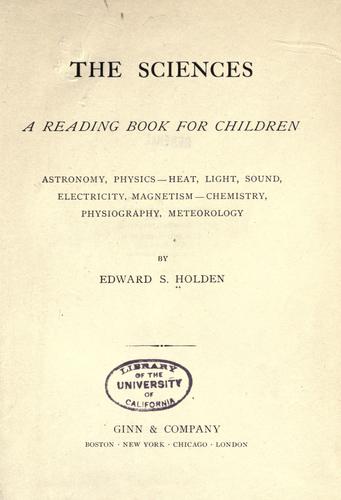 THE SCIENCES
A READING BOOK FOR CHILDREN
ASTRONOMY, PHYSICS—HEAT, LIGHT, SOUND,
ELECTRICITY, MAGNETISM—CHEMISTRY,
PHYSIOGRAPHY, METEOROLOGY
BY
EDWARD S. HOLDEN
LIBRARY
OF THE
UNIVERSITY
OF
CALIFORNIA
GINN & COMPANY
BOSTON · NEW YORK · CHICAGO · LONDON